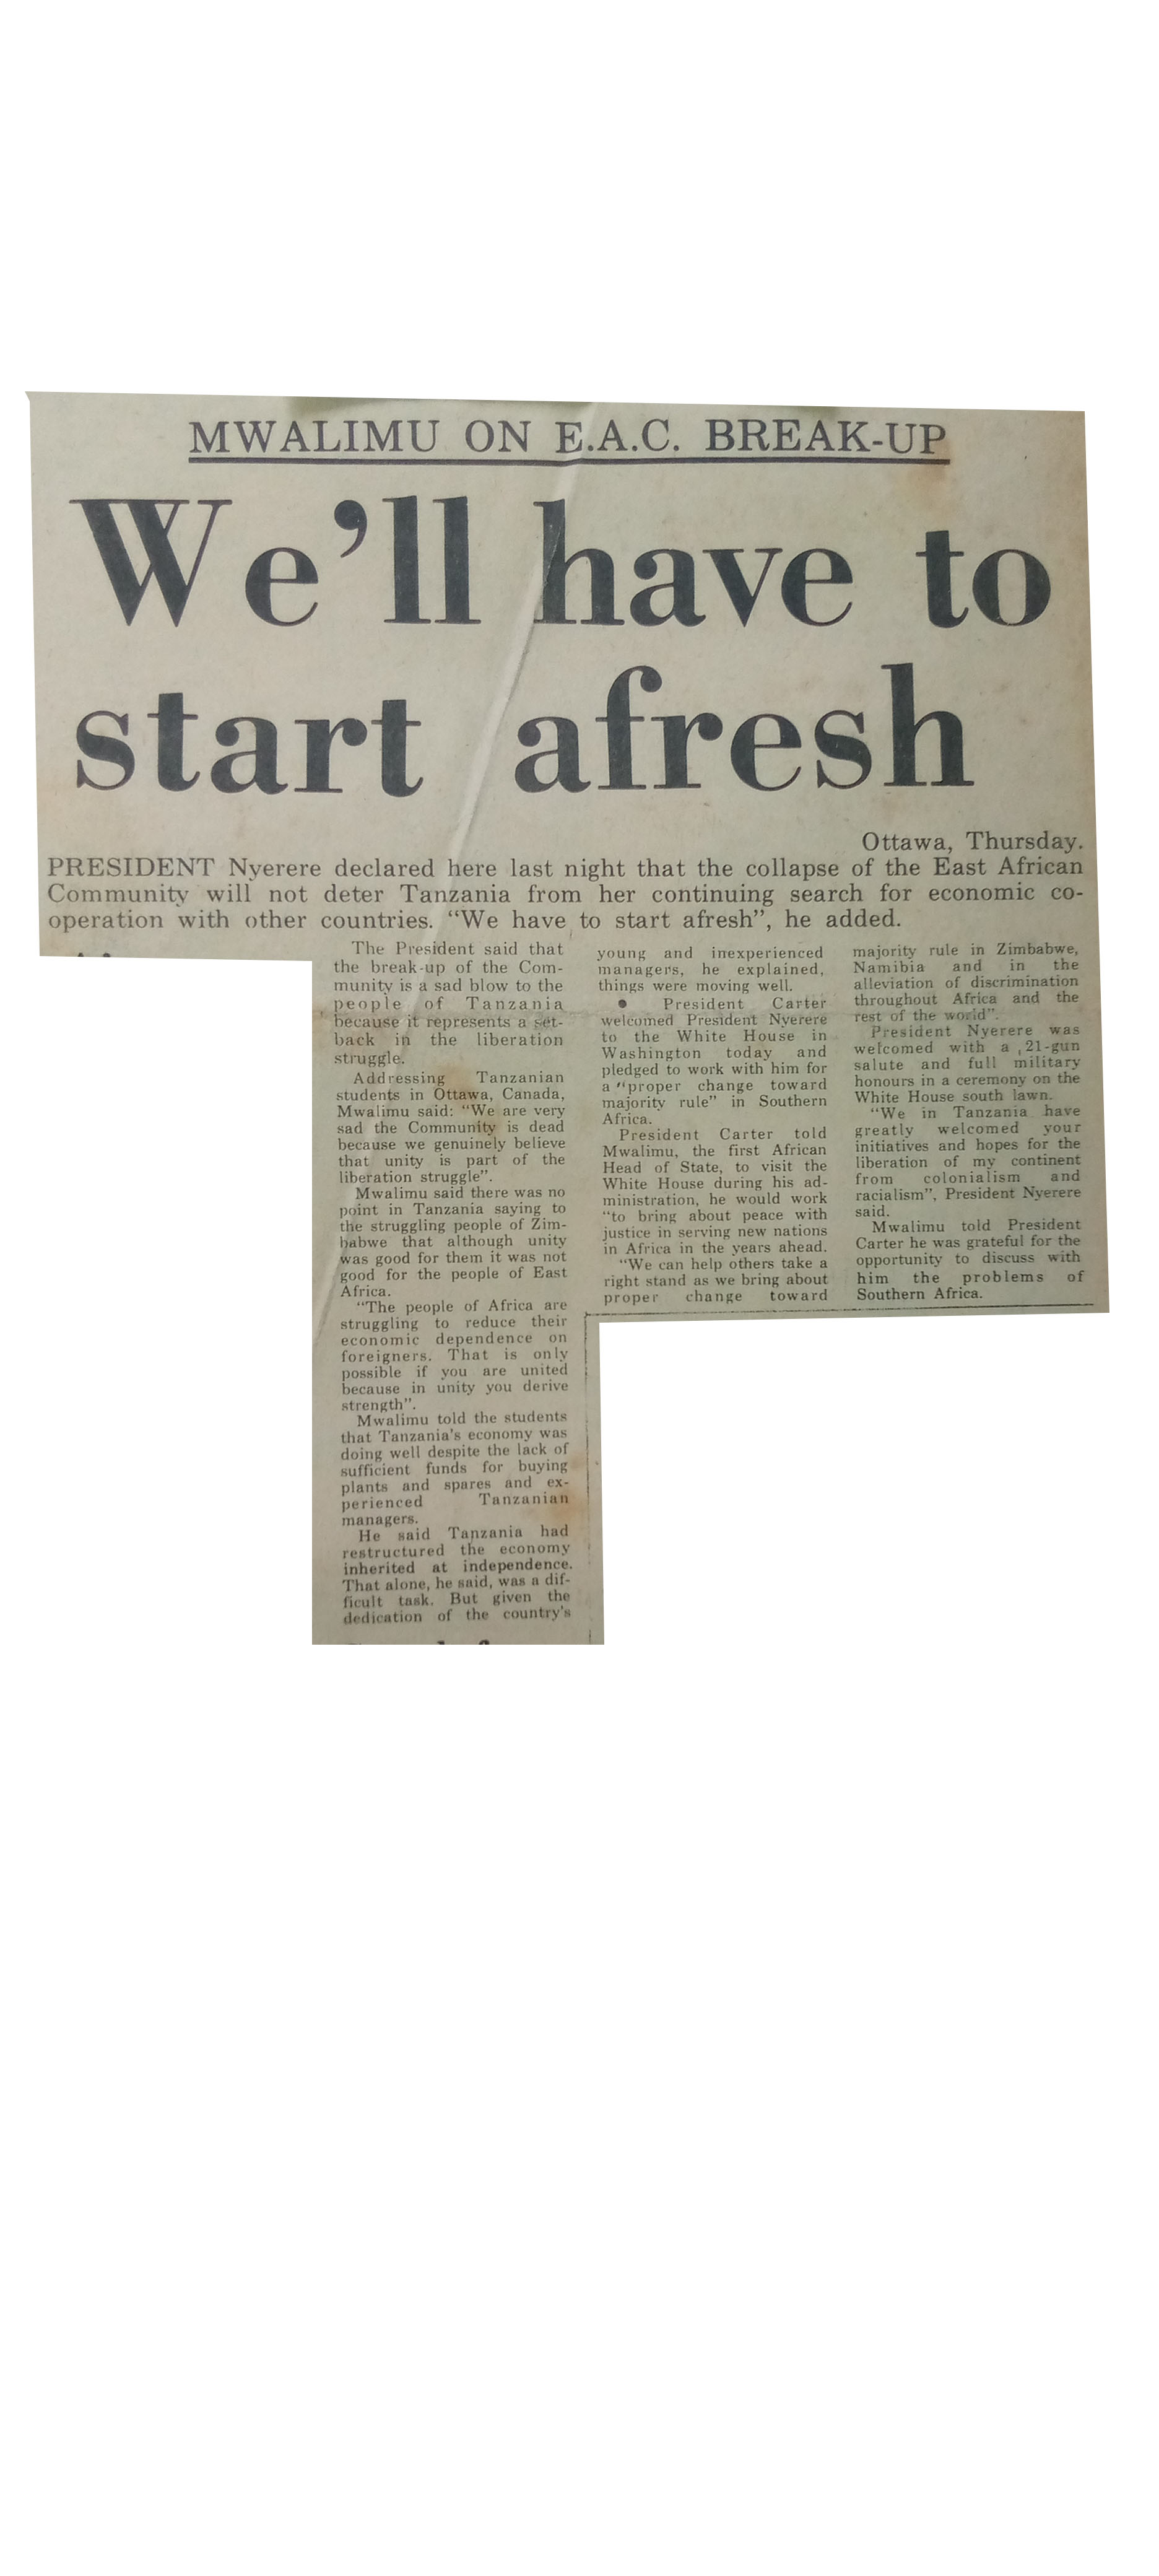 MWALIMU ON E.A.C. BREAK-UP
We'll have to
start afresh
Ottawa, Thursday.
PRESIDENT Nyerere declared here last night that the collapse of the East African
Community will not deter Tanzania from her continuing search for economic co-
operation with other countries. “We have to start afresh”, he added.
The President said that
the break-up of the Com-
munity is a sad blow to the
people of Tanzania
because it represents a set-
back in the liberation
struggle.
Addressing Tanzanian
students in Ottawa, Canada,
Mwalimu said: “We are very
sad the Community is dead
because we genuinely believe
that unity is part of the
liberation struggle”.
Mwalimu said there was no
point in Tanzania saying to
the struggling people of Zim-
babwe that although unity
was good for them it was not
good for the people of East
Africa.
“The people of Africa are
struggling to reduce their
economic dependence on
foreigners. That is only
possible if you are united
because in unity you derive
strength”.
Mwalimu told the students
that Tanzania's economy was
doing well despite the lack of
sufficient funds for buying
plants and spares and ex-
perienced Tanzanian
managers.
He said Tanzania had
restructured the economy
inherited at independence.
That alone, he said, was a dif-
ficult task. But given the
dedication of the country's
young and inexperienced
managers, he explained,
things were moving well.
● President Carter
welcomed President Nyerere
to the White House in
Washington today and
pledged to work with him for
a “proper change toward
majority rule” in Southern
Africa.
President Carter told
Mwalimu, the first African
Head of State, to visit the
White House during his ad-
ministration, he would work
“to bring about peace with
justice in serving new nations
in Africa in the years ahead.
“We can help others take a
right stand as we bring about
proper change toward
majority rule in Zimbabwe,
Namibia and in the
alleviation of discrimination
throughout Africa and the
rest of the world”.
President Nyerere was
welcomed with a 21-gun
salute and full military
honours in a ceremony on the
White House south lawn.
“We in Tanzania have
greatly welcomed your
initiatives and hopes for the
liberation of my continent
from colonialism and
racialism”, President Nyerere
said.
Mwalimu told President
Carter he was grateful for the
opportunity to discuss with
him the problems of
Southern Africa.